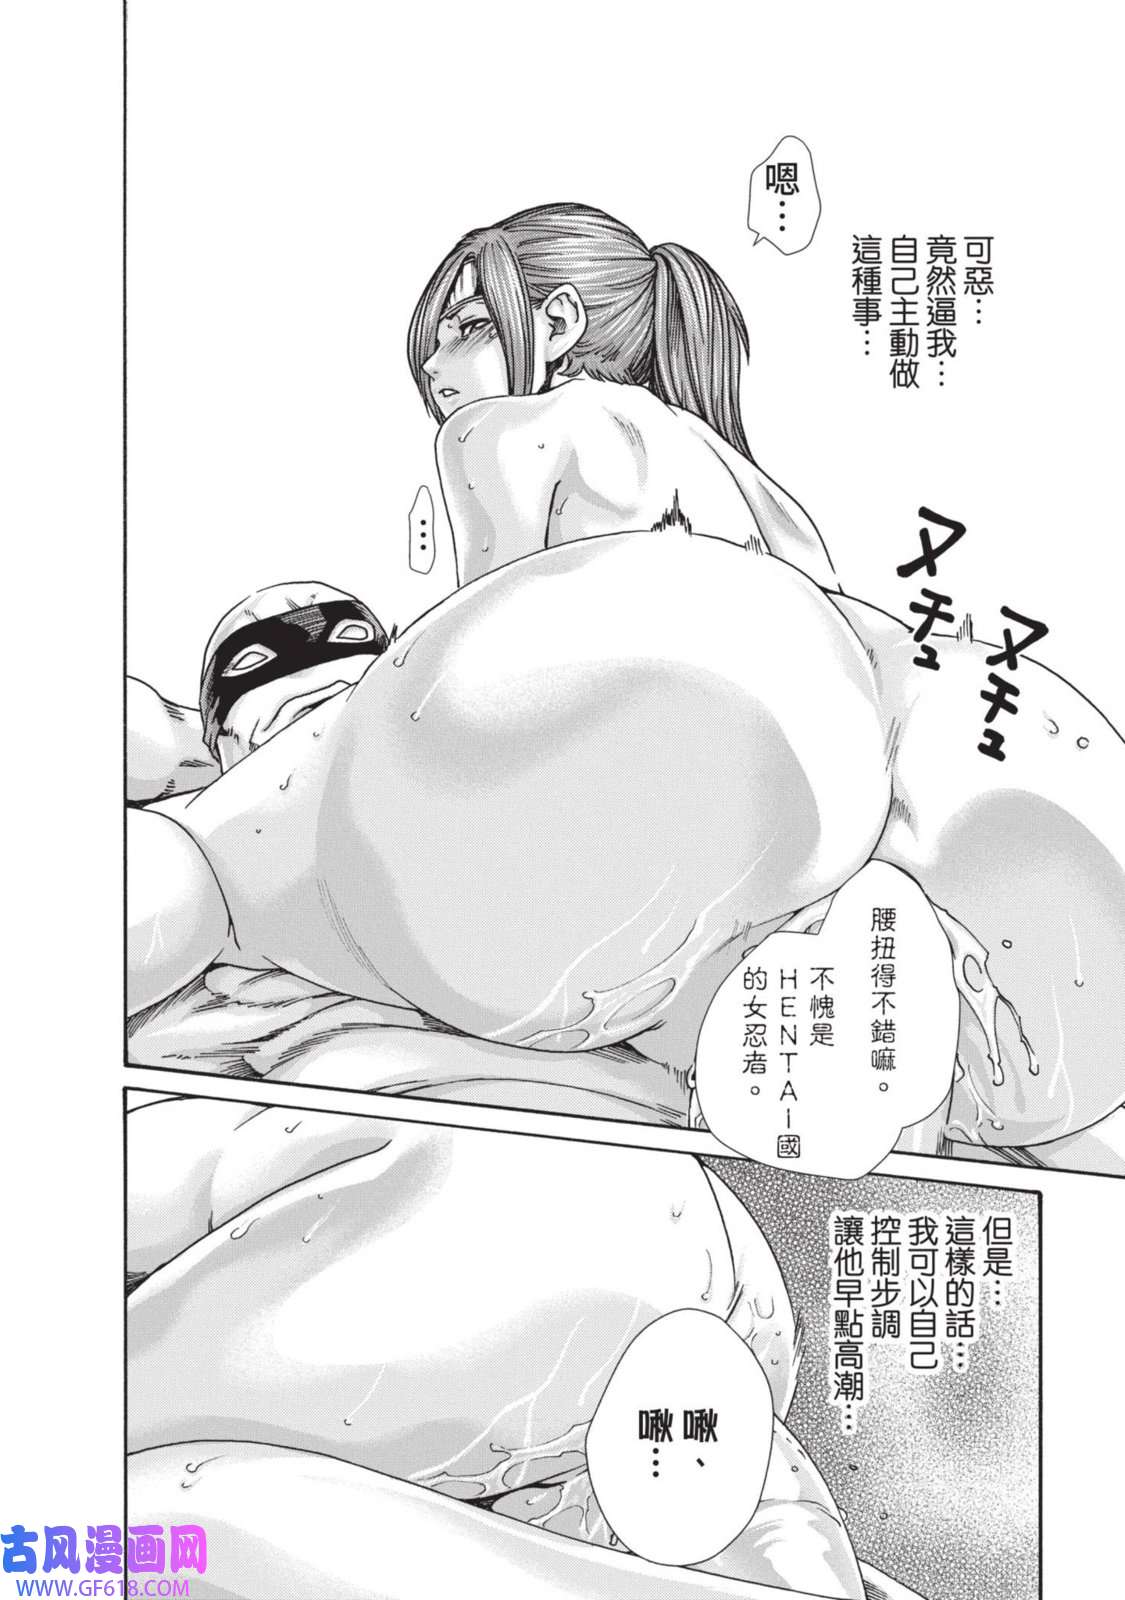 可惡…
竟然逼我…
自己主動做
這種事…
嗯…
…
ヌチュ
ヌチュ
腰扭得不錯嘛。
不愧是
HENTAI國
的女忍者。
但是…
這樣的話…
我可以自己
控制步調
讓他早點高潮…
啾、
啾…
古风漫画网
WWW.GF618.COM